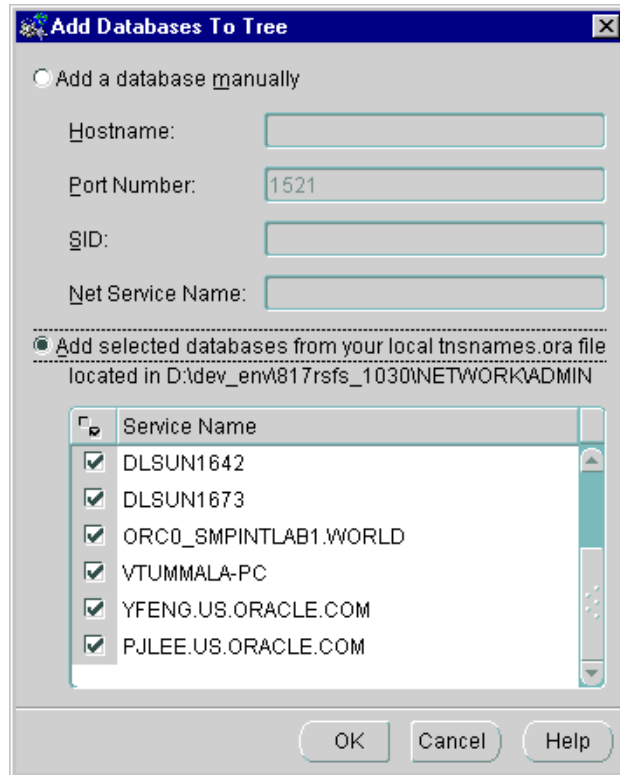 Add Databases To Tree
Add a database manually
Hostname:
Port Number: 1521
SID:
Net Service Name:
Add selected databases from your local tnsnames.ora file
located in D:\dev_env\817rsfs_1030\NETWORK\ADMIN
Service Name
DLSUN1642
DLSUN1673
ORC0_SMPINTLAB1.WORLD
VTUMMALA-PC
YFENG.US.ORACLE.COM
PJLEE.US.ORACLE.COM
OK Cancel Help